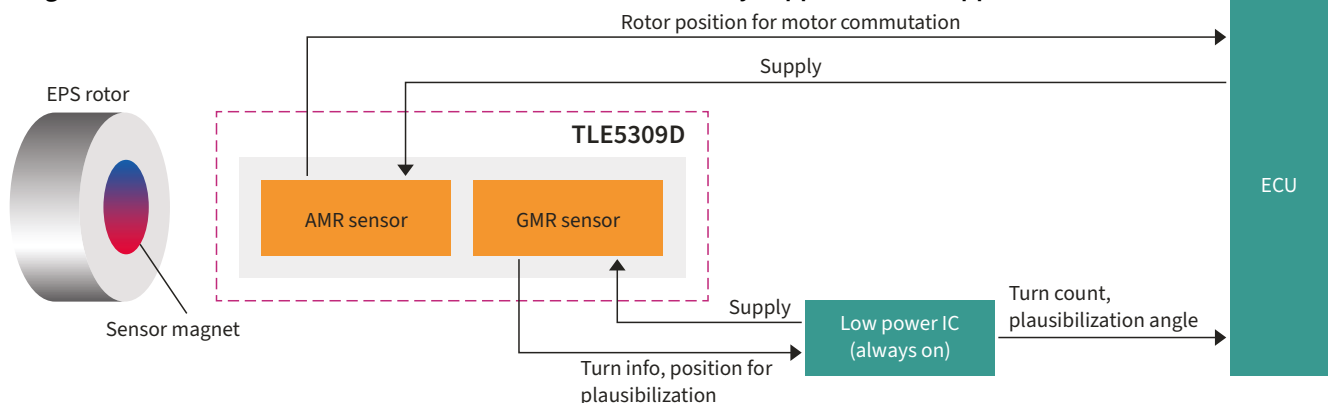 Rotor position for motor commutation
Supply
EPS rotor
TLE5309D
ECU
AMR sensor
GMR sensor
Sensor magnet
Supply
Low power IC
(always on)
Turn count,
plausibilization angle
Turn info, position for
plausibilization